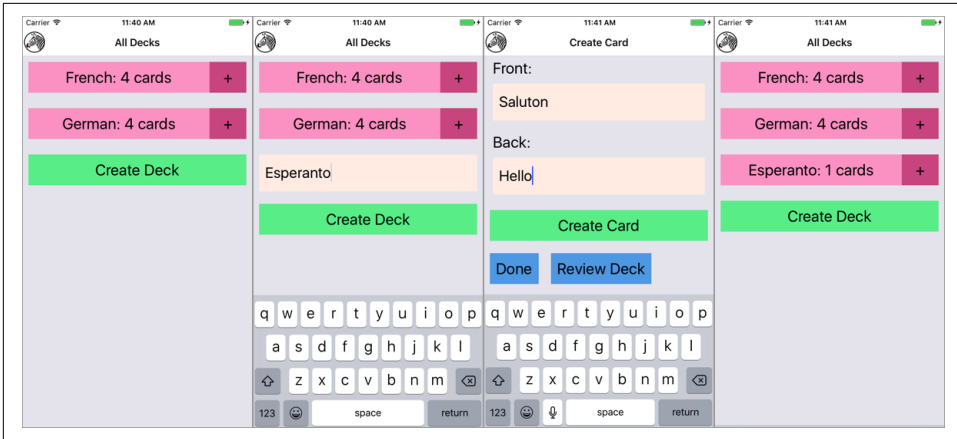 Carrier 11:40 AM
All Decks
French: 4 cards +
German: 4 cards +
Create Deck
Carrier 11:40 AM
All Decks
French: 4 cards +
German: 4 cards +
Esperanto
Create Deck
q w e r t y u i o p
a s d f g h j k l
z x c v b n m
123 space return
Carrier 11:41 AM
Create Card
Front:
Saluton
Back:
Hello
Create Card
Done Review Deck
q w e r t y u i o p
a s d f g h j k l
z x c v b n m
123 space return
Carrier 11:41 AM
All Decks
French: 4 cards +
German: 4 cards +
Esperanto: 1 cards +
Create Deck